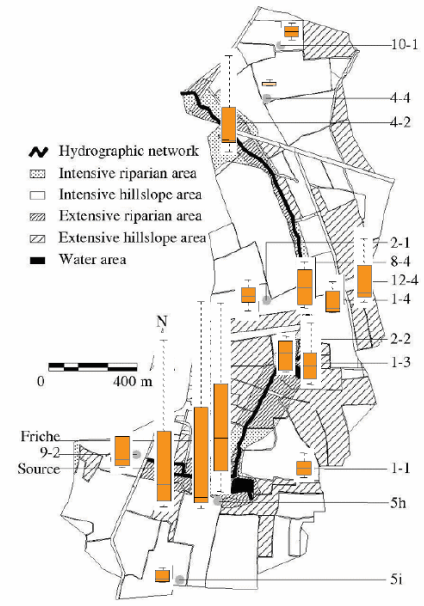 10-1
4-4
4-2
Hydrographic network
Intensive riparian area
Intensive hillslope area
Extensive riparian area
Extensive hillslope area
Water area
2-1
8-4
12-4
1-4
N
2-2
1-3
0 400 m
Friche
9-2
Source
1-1
5h
5i